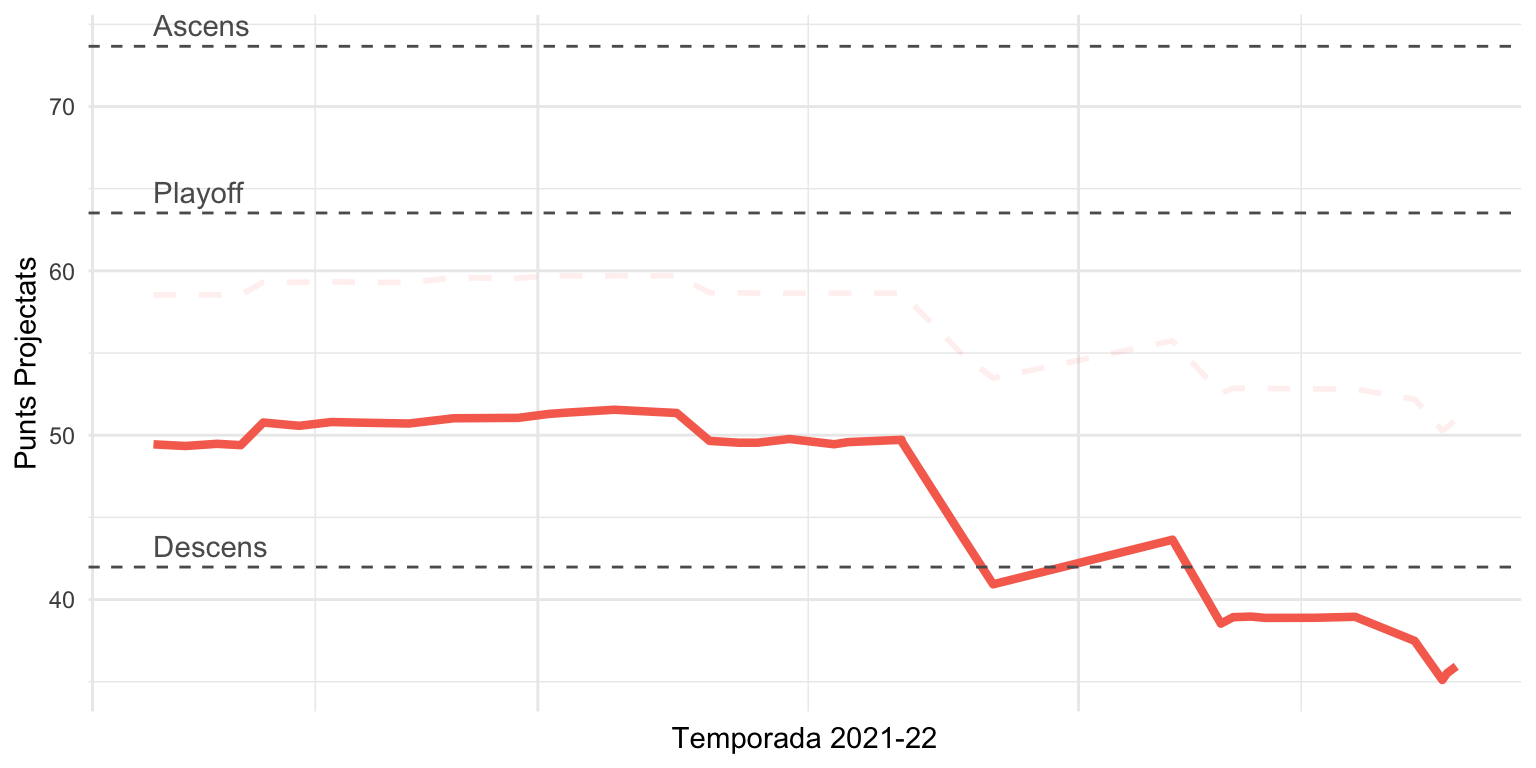 Ascens
70
Playoff
60
Punts Projectats
50
Descens
40
Temporada 2021-22